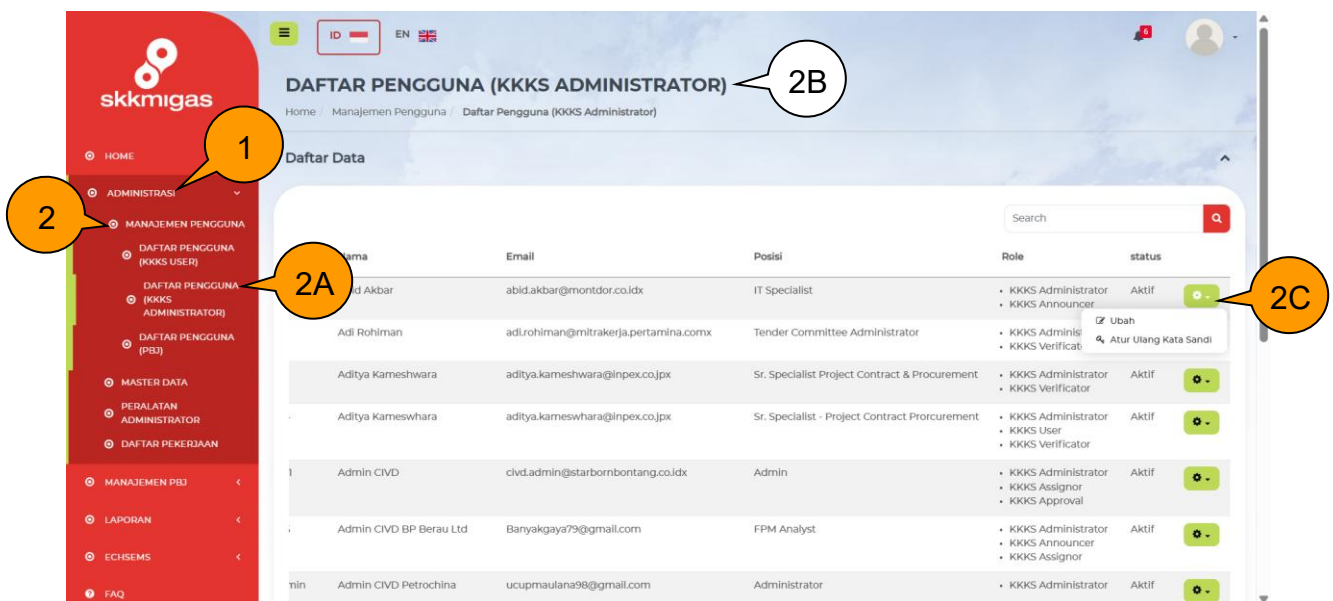 skkmigas
ID
EN
6
DAFTAR PENGGUNA (KKKS ADMINISTRATOR)
2B
Home / Manajemen Pengguna / Daftar Pengguna (KKKS Administrator)
1
2
2A
2C
HOME
ADMINISTRASI
MANAJEMEN PENGGUNA
DAFTAR PENGGUNA
(KKKS USER)
DAFTAR PENGGUNA
(KKKS
ADMINISTRATOR)
DAFTAR PENGGUNA
(PBJ)
MASTER DATA
PERALATAN
ADMINISTRATOR
DAFTAR PEKERJAAN
MANAJEMEN PBJ
LAPORAN
ECHSEMS
FAQ
Daftar Data
Search
Email Posisi Role status
Akbar abid.akbar@montdor.co.idx IT Specialist • KKKS Administrator Aktif
• KKKS Announcer
Ubah
Atur Ulang Kata Sandi
Adi Rohiman adi.rohiman@mitrakerja.pertamina.comx Tender Committee Administrator • KKKS
• KKKS
Aditya Kameshwara aditya.kameshwara@inpex.co.jpx Sr. Specialist Project Contract & Procurement • KKKS Administrator Aktif
• KKKS Verificator
Aditya Kameswhara aditya.kameswhara@inpex.co.jpx Sr. Specialist - Project Contract Prorcurement • KKKS Administrator Aktif
• KKKS User
• KKKS Verificator
Admin CIVD civd.admin@starbornbontang.co.idx Admin • KKKS Administrator Aktif
• KKKS Assignor
• KKKS Approval
Admin CIVD BP Berau Ltd Banyakgaya79@gmail.com FPM Analyst • KKKS Administrator Aktif
• KKKS Announcer
• KKKS Assignor
Admin CIVD Petrochina ucupmaulana98@gmail.com Administrator • KKKS Administrator Aktif